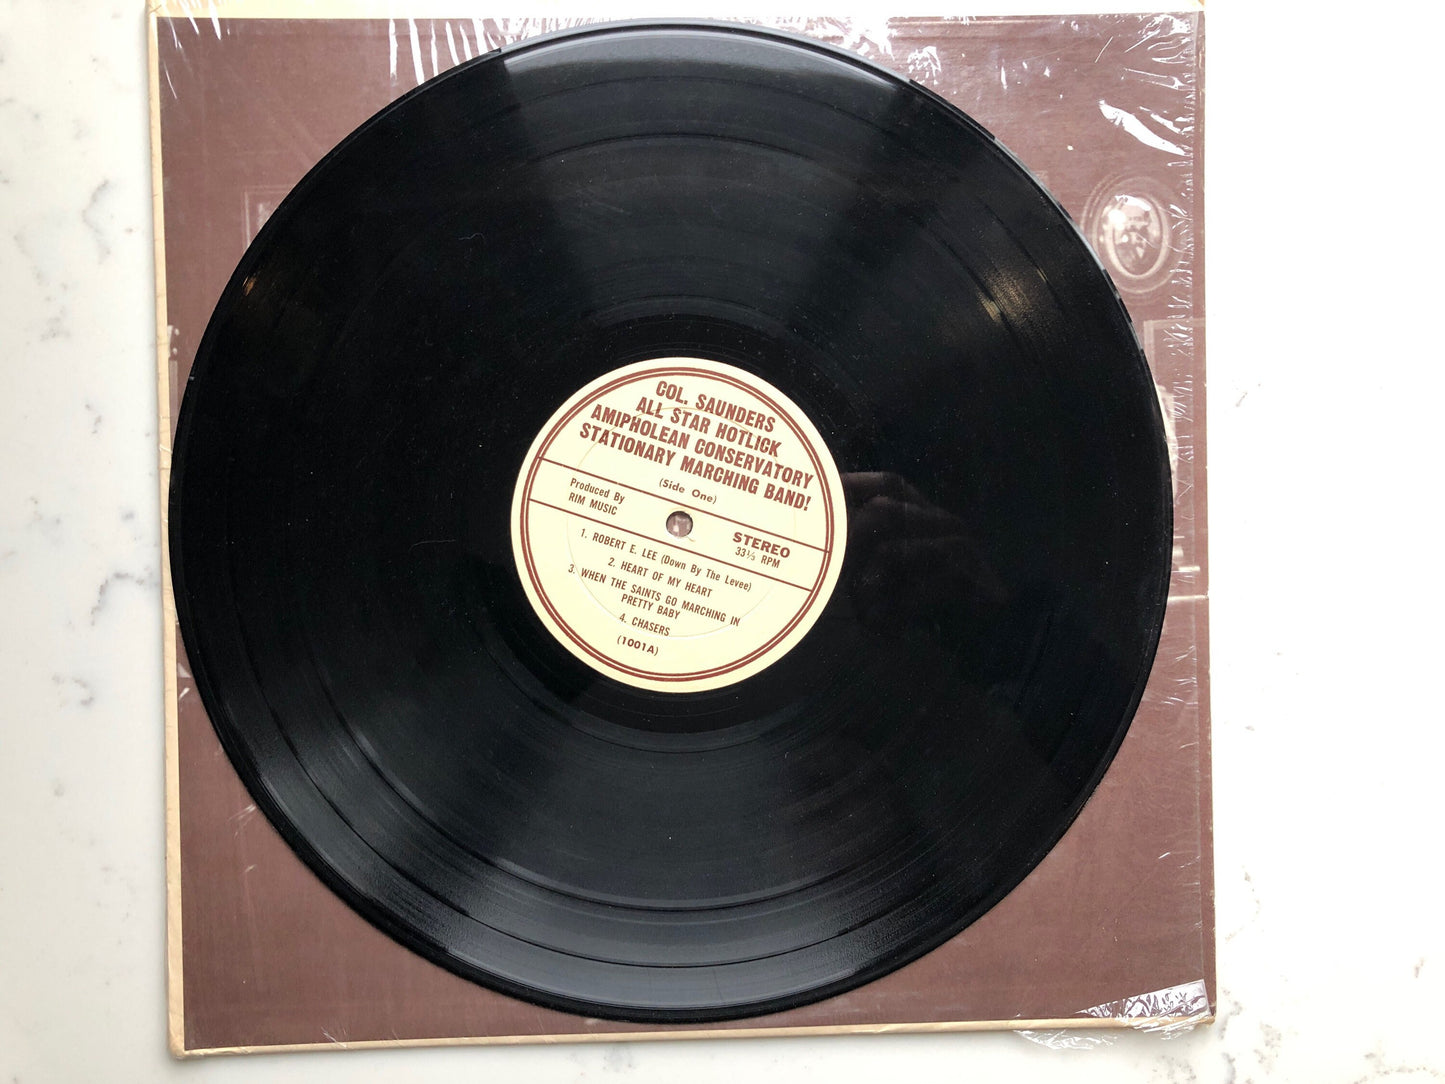 COL. SAUNDERS
ALL STAR HOTLICK
AMIPHOLEAN CONSERVATORY
STATIONARY MARCHING BAND!
(Side One)
Produced By
RIM MUSIC
STEREO
33⅓ RPM
1. ROBERT E. LEE (Down By The Levee)
2. HEART OF MY HEART
3. WHEN THE SAINTS GO MARCHING IN
PRETTY BABY
4. CHASERS
(1001A)